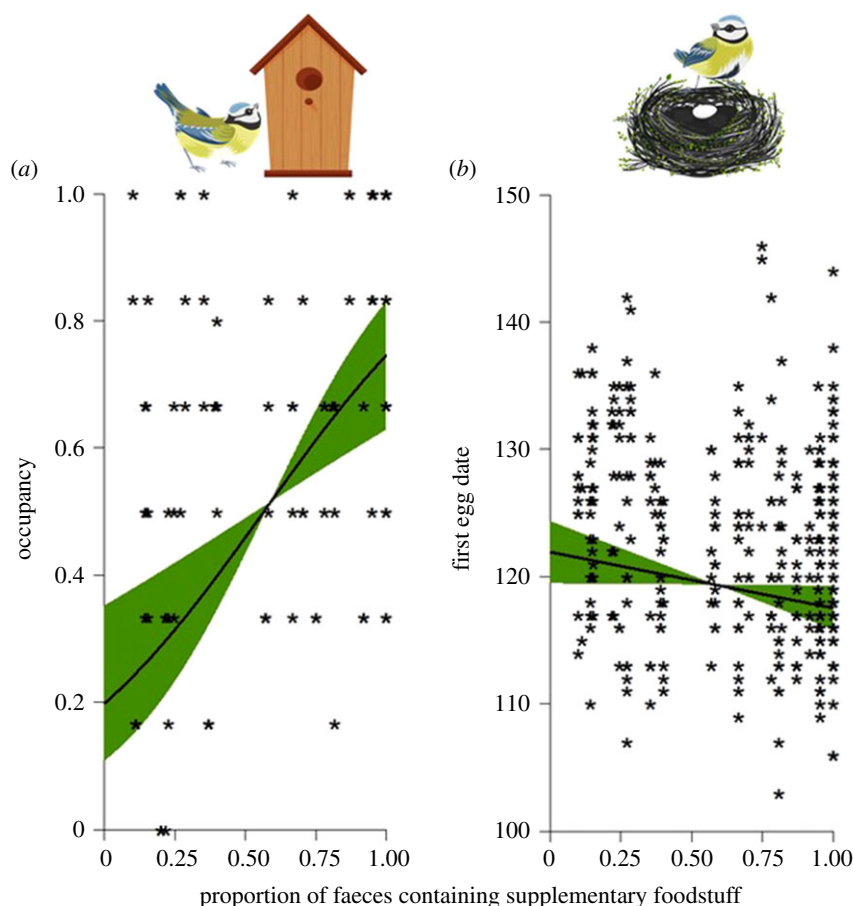 (a)
(b)
1.0
0.8
0.6
0.4
0.2
0
occupancy
0 0.25 0.50 0.75 1.00
150
140
130
120
110
100
first egg date
0 0.25 0.50 0.75 1.00
proportion of faeces containing supplementary foodstuff